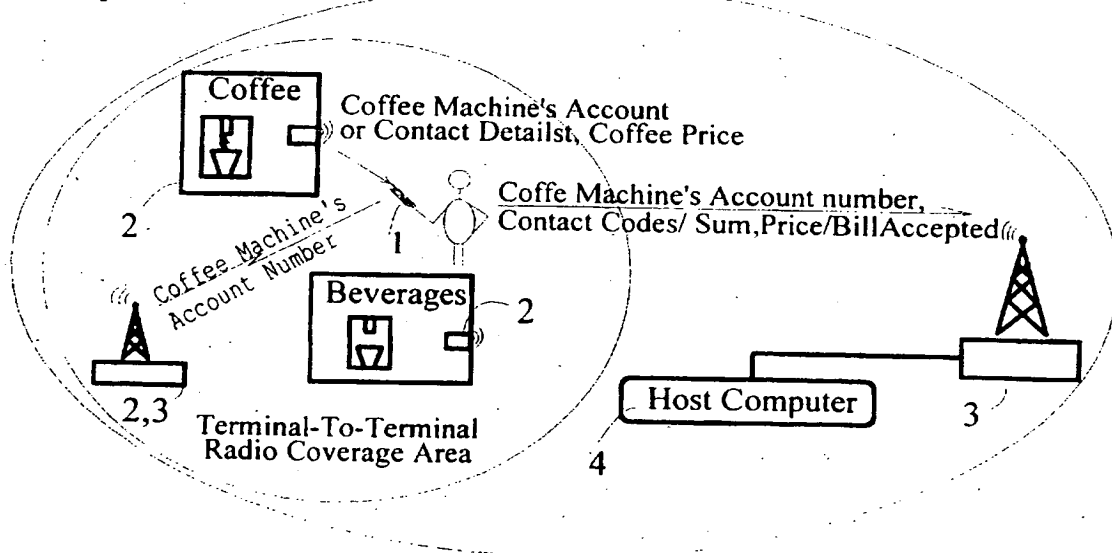 Coffee
Coffee Machine's Account
or Contact Detailst, Coffee Price
2
1
Coffe Machine's Account number,
Contact Codes/ Sum,Price/BillAccepted
Coffee Machine's
Account Number
Beverages
2
2,3
Terminal-To-Terminal
Radio Coverage Area
Host Computer
4
3